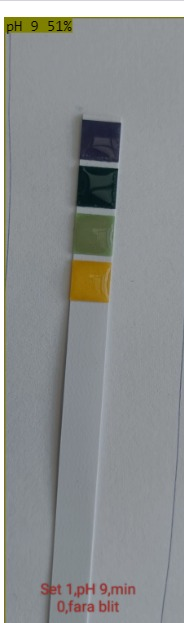 pH 9 51%
Set 1,pH 9,min
0,fara blit